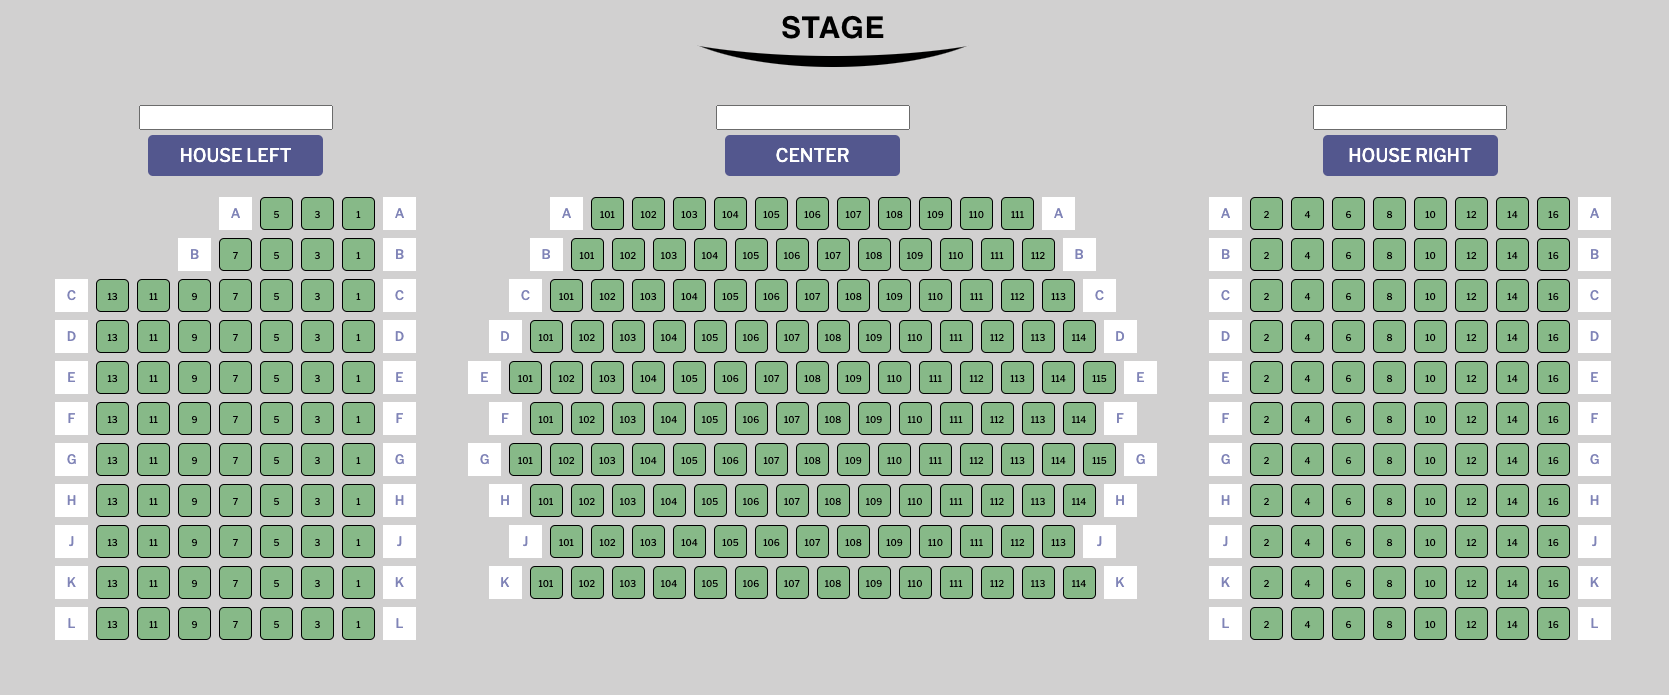 STAGE
HOUSE LEFT CENTER HOUSE RIGHT
A 5 3 1 A A 101 102 103 104 105 106 107 108 109 110 111 A A 2 4 6 8 10 12 14 16 A
B 7 5 3 1 B B 101 102 103 104 105 106 107 108 109 110 111 112 B B 2 4 6 8 10 12 14 16 B
C 13 11 9 7 5 3 1 C C 101 102 103 104 105 106 107 108 109 110 111 112 113 C C 2 4 6 8 10 12 14 16 C
D 13 11 9 7 5 3 1 D D 101 102 103 104 105 106 107 108 109 110 111 112 113 114 D D 2 4 6 8 10 12 14 16 D
E 13 11 9 7 5 3 1 E E 101 102 103 104 105 106 107 108 109 110 111 112 113 114 115 E E 2 4 6 8 10 12 14 16 E
F 13 11 9 7 5 3 1 F F 101 102 103 104 105 106 107 108 109 110 111 112 113 114 F F 2 4 6 8 10 12 14 16 F
G 13 11 9 7 5 3 1 G G 101 102 103 104 105 106 107 108 109 110 111 112 113 114 115 G G 2 4 6 8 10 12 14 16 G
H 13 11 9 7 5 3 1 H H 101 102 103 104 105 106 107 108 109 110 111 112 113 114 H H 2 4 6 8 10 12 14 16 H
J 13 11 9 7 5 3 1 J J 101 102 103 104 105 106 107 108 109 110 111 112 113 J J 2 4 6 8 10 12 14 16 J
K 13 11 9 7 5 3 1 K K 101 102 103 104 105 106 107 108 109 110 111 112 113 114 K K 2 4 6 8 10 12 14 16 K
L 13 11 9 7 5 3 1 L L 2 4 6 8 10 12 14 16 L